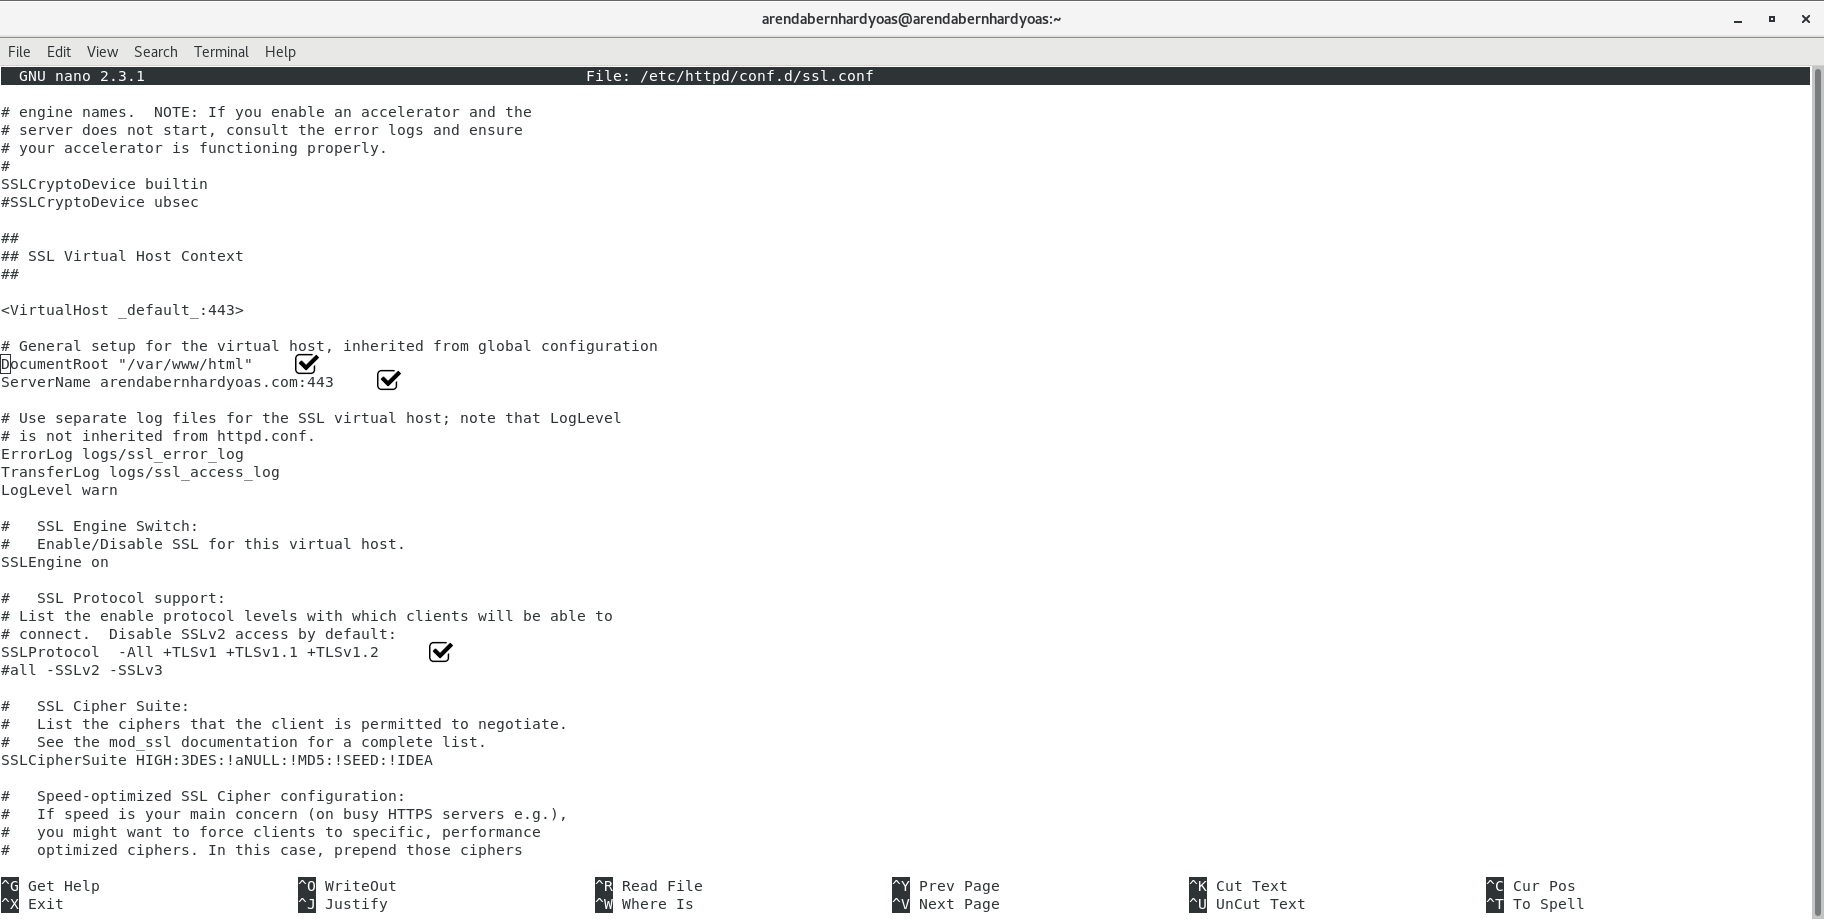 arendabernhardyoas@arendabernhardyoas:~
File Edit View Search Terminal Help
GNU nano 2.3.1 File: /etc/httpd/conf.d/ssl.conf
# engine names.  NOTE: If you enable an accelerator and the
# server does not start, consult the error logs and ensure
# your accelerator is functioning properly.
#
SSLCryptoDevice builtin
#SSLCryptoDevice ubsec
##
## SSL Virtual Host Context
##
<VirtualHost _default_:443>
# General setup for the virtual host, inherited from global configuration
DocumentRoot "/var/www/html"
ServerName arendabernhardyoas.com:443
# Use separate log files for the SSL virtual host; note that LogLevel
# is not inherited from httpd.conf.
ErrorLog logs/ssl_error_log
TransferLog logs/ssl_access_log
LogLevel warn
#   SSL Engine Switch:
#   Enable/Disable SSL for this virtual host.
SSLEngine on
#   SSL Protocol support:
# List the enable protocol levels with which clients will be able to
# connect.  Disable SSLv2 access by default:
SSLProtocol  -All +TLSv1 +TLSv1.1 +TLSv1.2
#all -SSLv2 -SSLv3
#   SSL Cipher Suite:
#   List the ciphers that the client is permitted to negotiate.
#   See the mod_ssl documentation for a complete list.
SSLCipherSuite HIGH:3DES:!aNULL:!MD5:!SEED:!IDEA
#   Speed-optimized SSL Cipher configuration:
#   If speed is your main concern (on busy HTTPS servers e.g.),
#   you might want to force clients to specific, performance
#   optimized ciphers. In this case, prepend those ciphers
^G Get Help ^O WriteOut ^R Read File ^Y Prev Page ^K Cut Text ^C Cur Pos
^X Exit ^J Justify ^W Where Is ^V Next Page ^U UnCut Text ^T To Spell